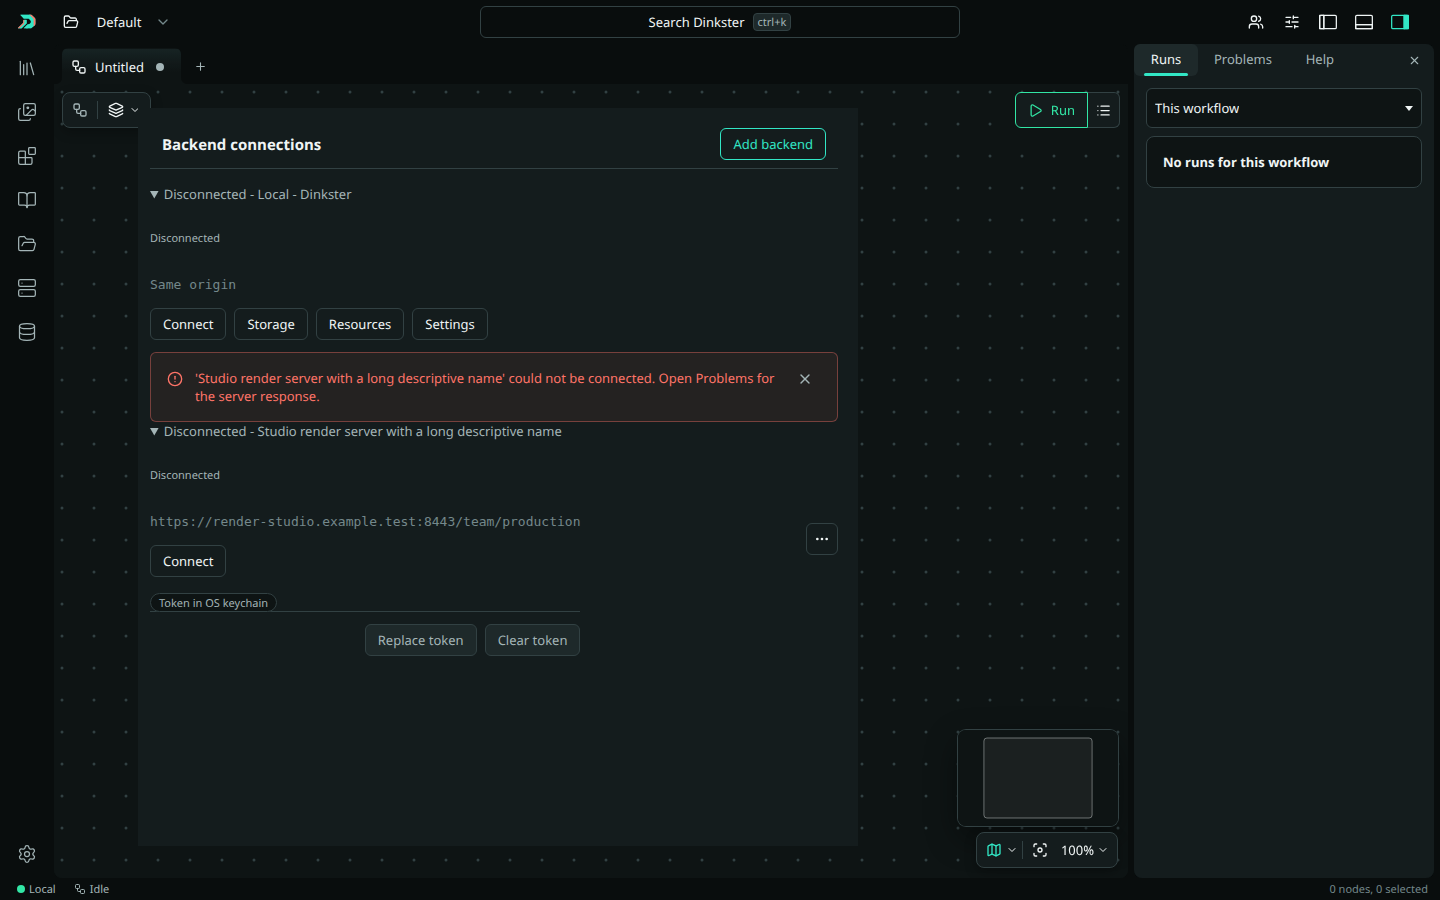 Default
Search Dinkster ctrl+k
Untitled
Run
Runs
Problems
Help
This workflow
No runs for this workflow
Backend connections
Add backend
Disconnected - Local - Dinkster
Disconnected
Same origin
Connect
Storage
Resources
Settings
'Studio render server with a long descriptive name' could not be connected. Open Problems for
the server response.
Disconnected - Studio render server with a long descriptive name
Disconnected
https://render-studio.example.test:8443/team/production
Connect
Token in OS keychain
Replace token
Clear token
100%
Local
Idle
0 nodes, 0 selected